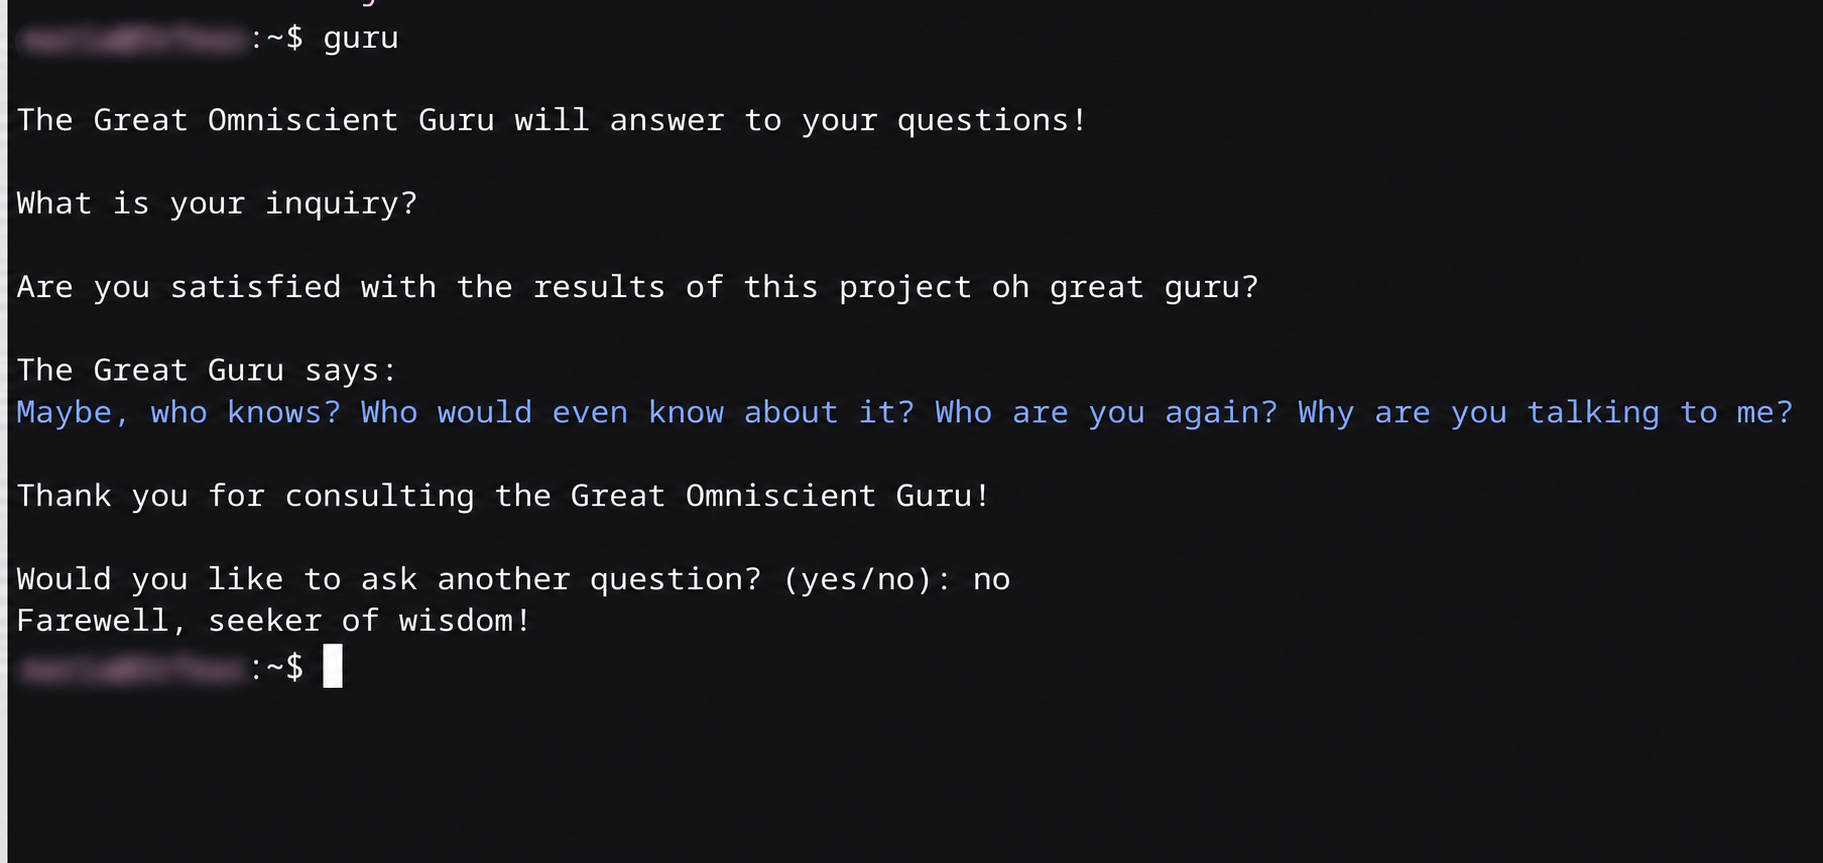 :~$ guru
The Great Omniscient Guru will answer to your questions!
What is your inquiry?
Are you satisfied with the results of this project oh great guru?
The Great Guru says:
Maybe, who knows? Who would even know about it? Who are you again? Why are you talking to me?
Thank you for consulting the Great Omniscient Guru!
Would you like to ask another question? (yes/no): no
Farewell, seeker of wisdom!
:~$